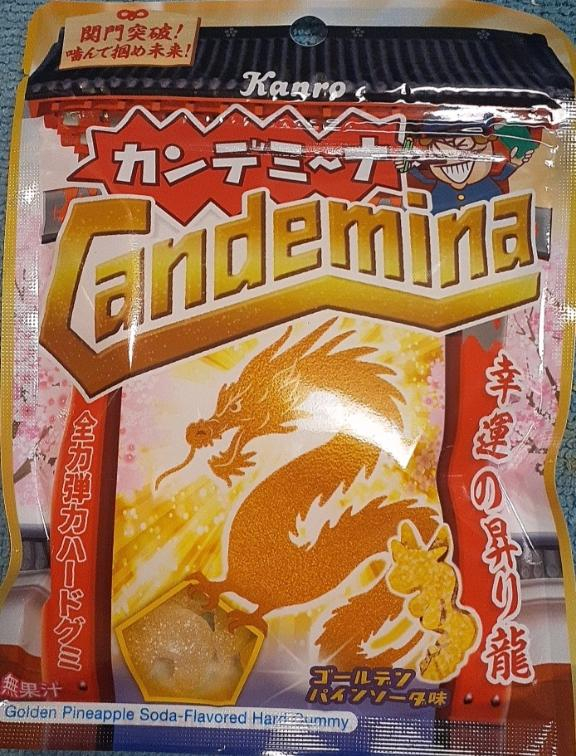 関門突破!
噛んで掴め未来!
Kanro
カンデミ〜ナ
Candemina
幸運の昇り龍
全力弾力ハードグミ
ゴールデン
パインソーダ味
無果汁
Golden Pineapple Soda-Flavored Hard Gummy